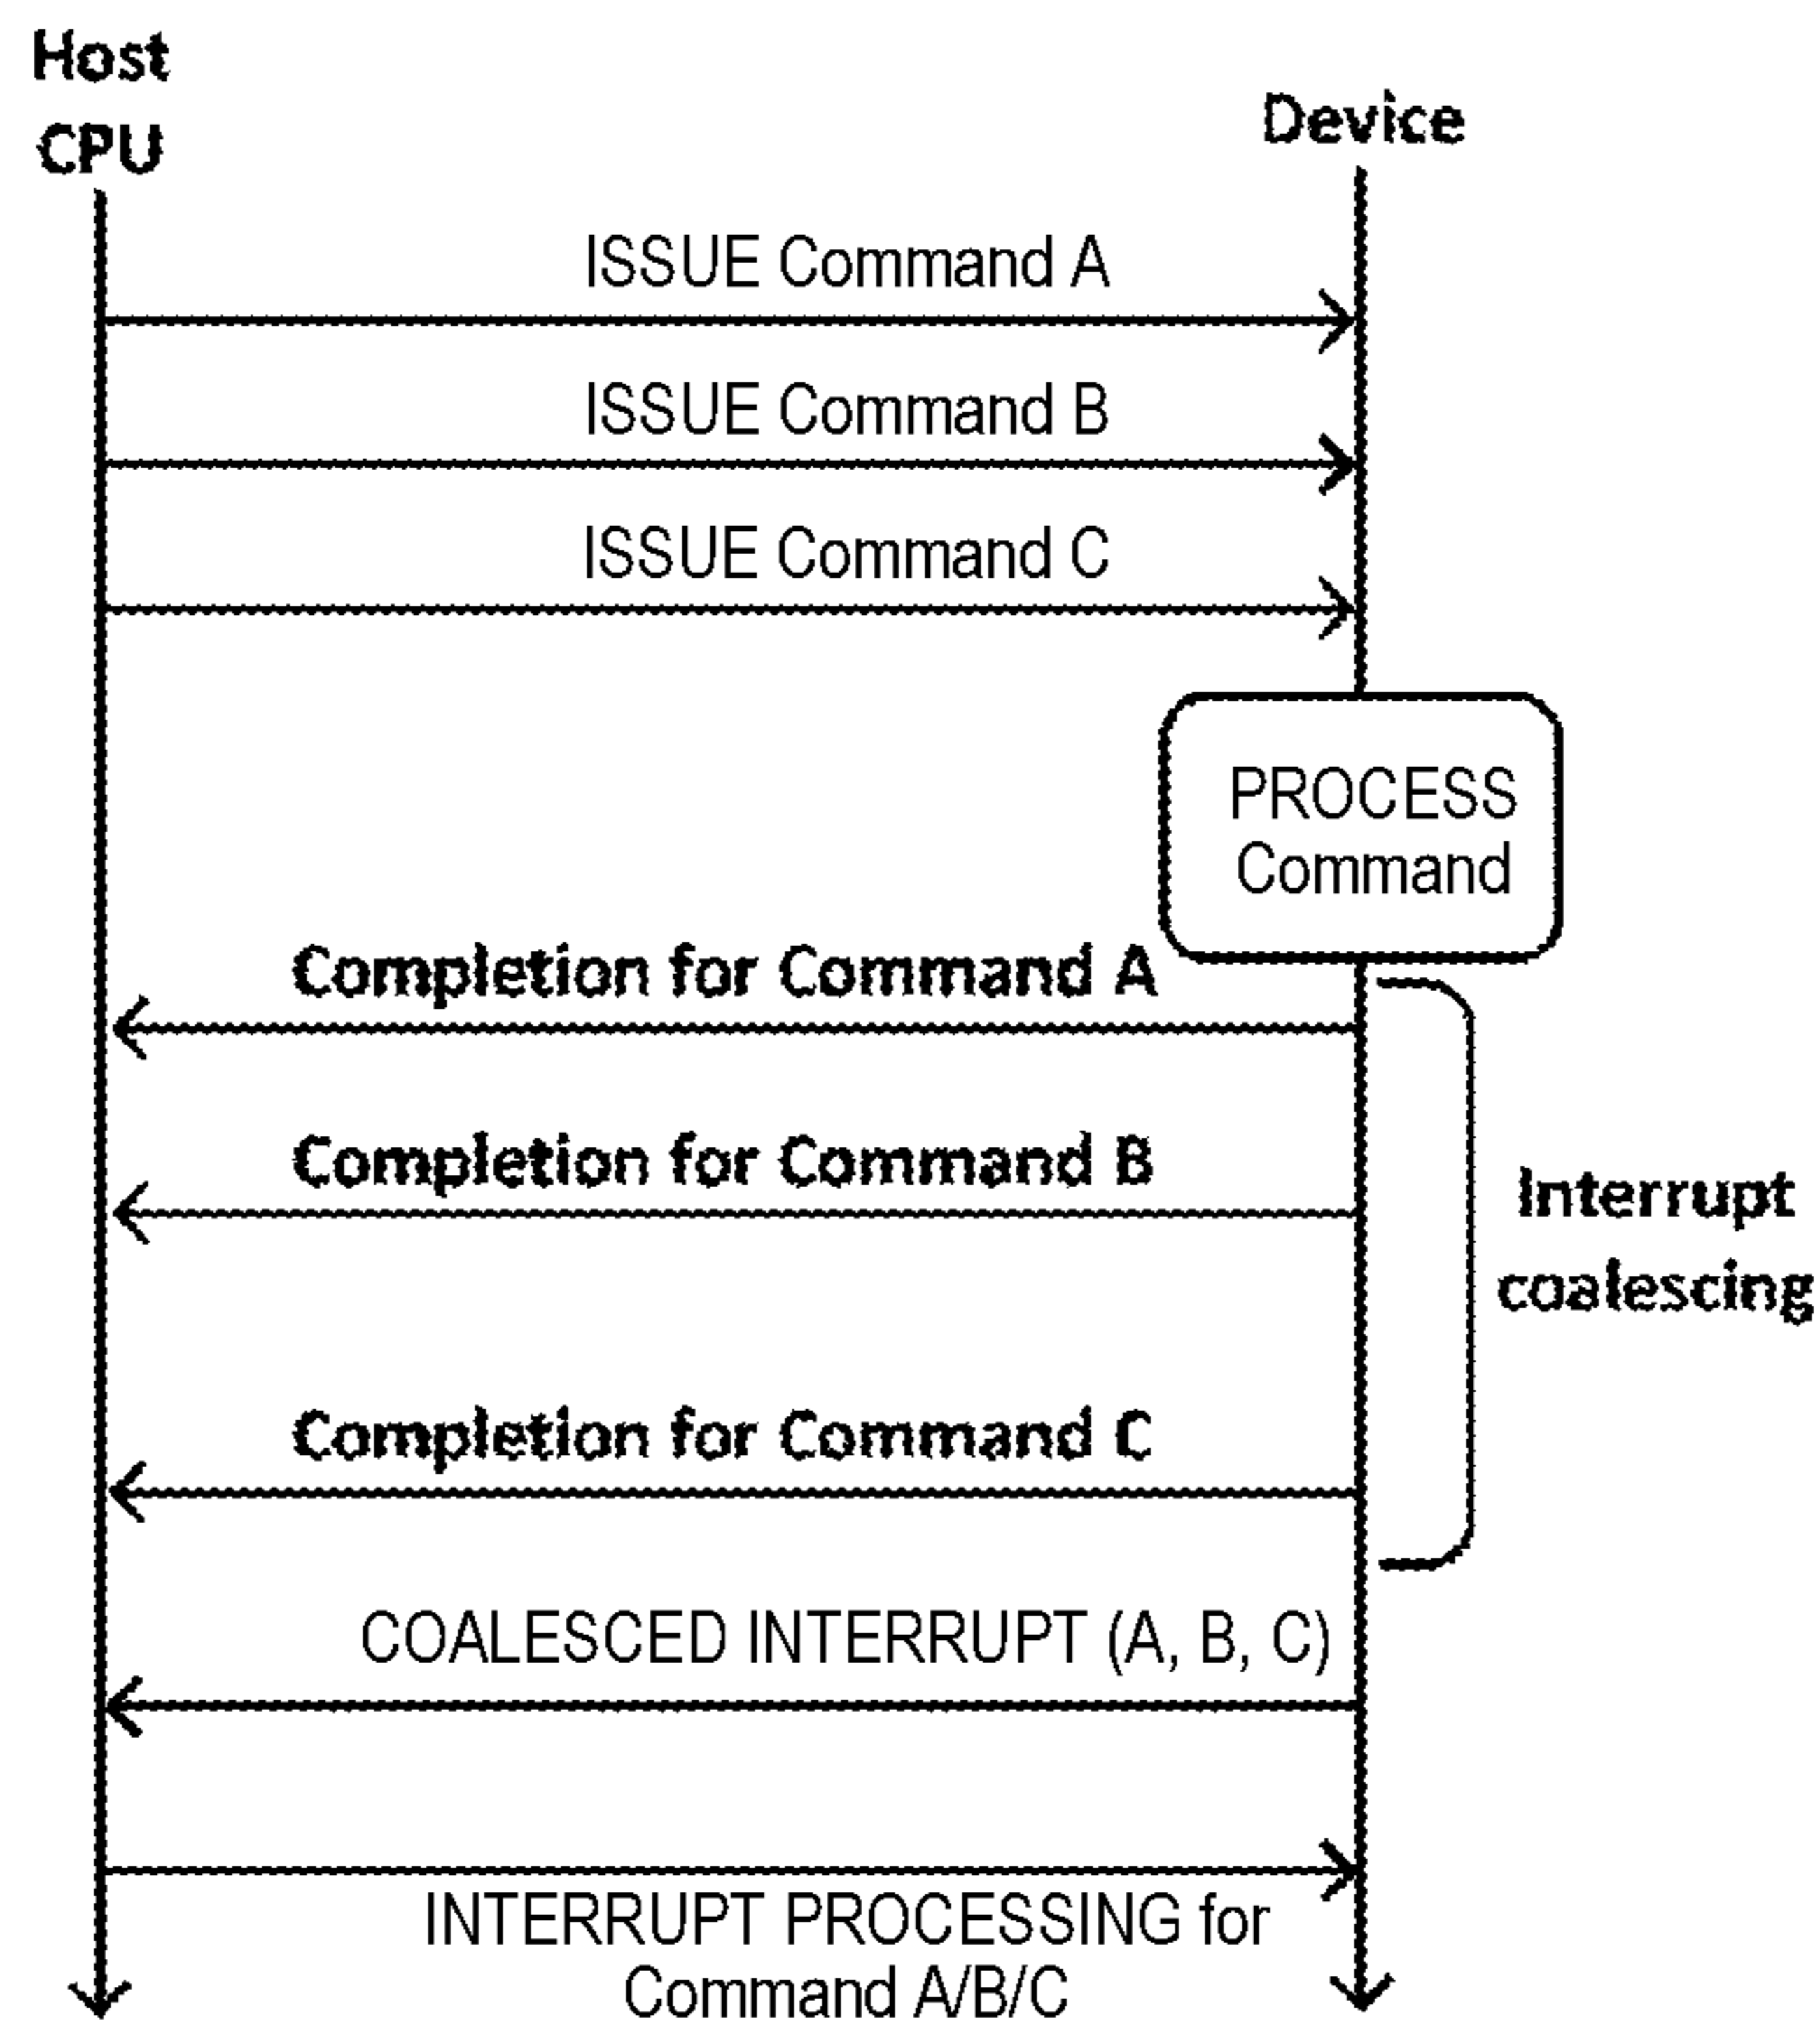 Host
CPU
Device
ISSUE Command A
ISSUE Command B
ISSUE Command C
PROCESS
Command
Completion for Command A
Completion for Command B
Interrupt
coalescing
Completion for Command C
COALESCED INTERRUPT (A, B, C)
INTERRUPT PROCESSING for
Command A/B/C